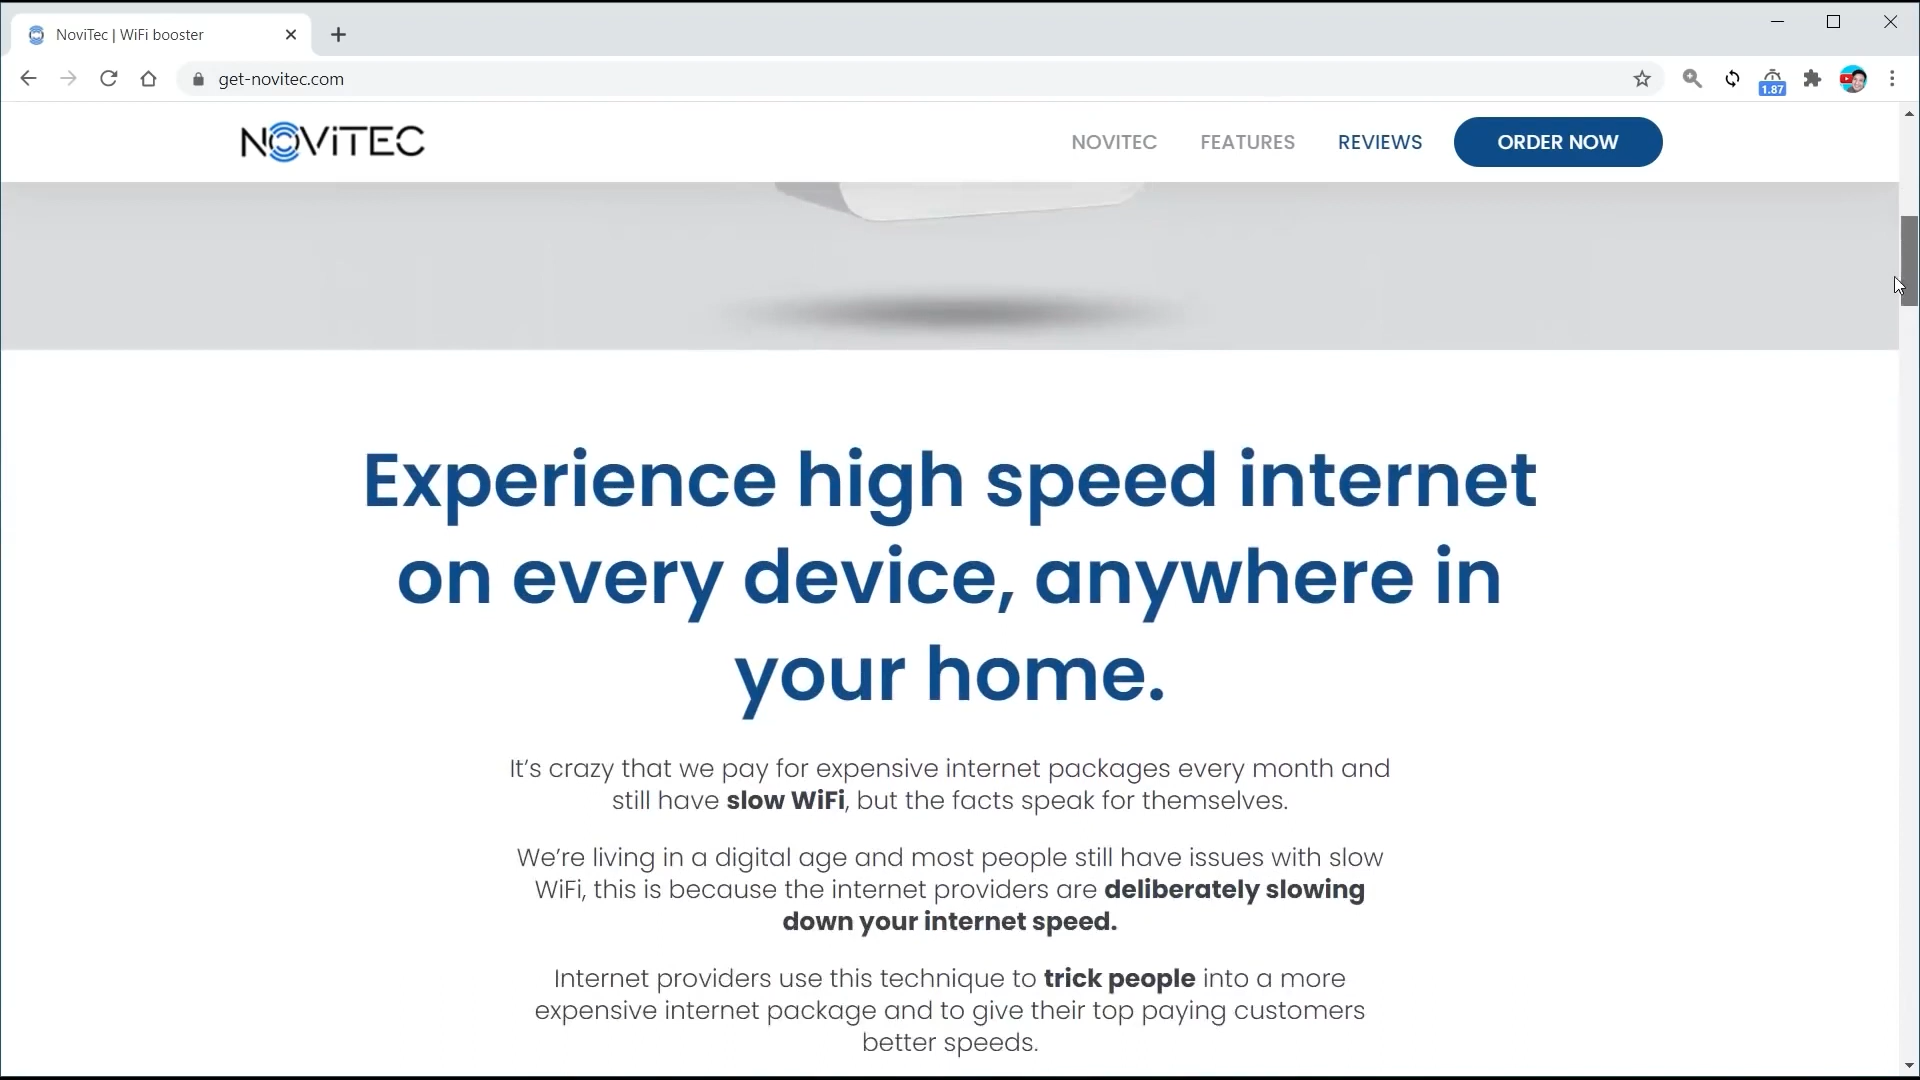 NoviTec | WiFi booster
get-novitec.com
1.87
NOViTEC
NOVITEC
FEATURES
REVIEWS
ORDER NOW
Experience high speed internet
on every device, anywhere in
your home.
It’s crazy that we pay for expensive internet packages every month and
still have slow WiFi, but the facts speak for themselves.
We’re living in a digital age and most people still have issues with slow
WiFi, this is because the internet providers are deliberately slowing
down your internet speed.
Internet providers use this technique to trick people into a more
expensive internet package and to give their top paying customers
better speeds.